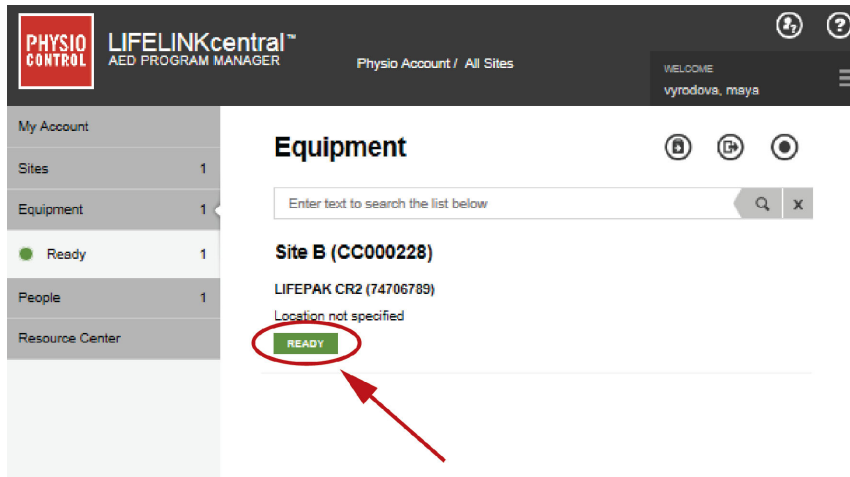 PHYSIO
CONTROL
LIFELINKcentral™
AED PROGRAM MANAGER
Physio Account / All Sites
WELCOME
vyrodova, maya
My Account
Sites 1
Equipment 1
Ready 1
People 1
Resource Center
Equipment
Enter text to search the list below
x
Site B (CC000228)
LIFEPAK CR2 (74706789)
Location not specified
READY